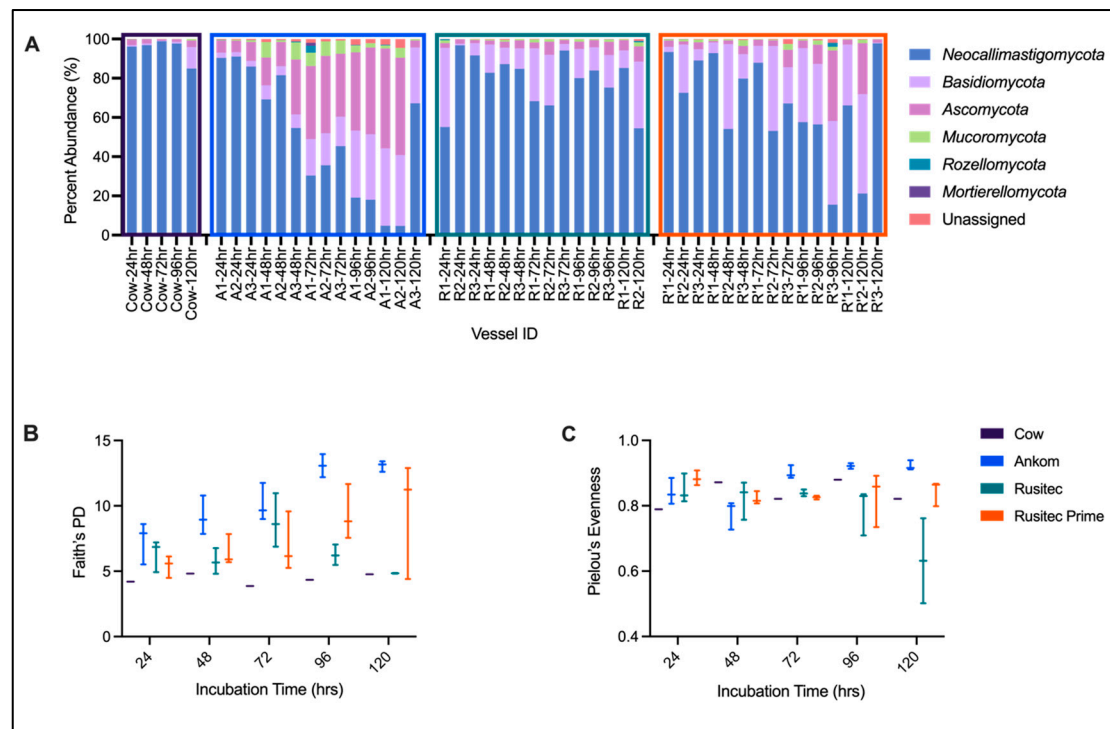 A
Percent Abundance (%)
100
80
60
40
20
0
Cow-24hr
Cow-48hr
Cow-72hr
Cow-96hr
Cow-120hr
A1-24hr
A2-24hr
A3-24hr
A1-48hr
A2-48hr
A3-48hr
A1-72hr
A2-72hr
A3-72hr
A1-96hr
A2-96hr
A1-120hr
A2-120hr
A3-120hr
R1-24hr
R2-24hr
R3-24hr
R1-48hr
R2-48hr
R3-48hr
R1-72hr
R2-72hr
R3-72hr
R1-96hr
R2-96hr
R3-96hr
R1-120hr
R2-120hr
R'1-24hr
R'2-24hr
R'3-24hr
R'1-48hr
R'2-48hr
R'3-48hr
R'1-72hr
R'2-72hr
R'3-72hr
R'1-96hr
R'2-96hr
R'3-96hr
R'1-120hr
R'2-120hr
R'3-120hr
Vessel ID
Neocallimastigomycota
Basidiomycota
Ascomycota
Mucoromycota
Rozellomycota
Mortierellomycota
Unassigned
B
Faith's PD
15
10
5
0
24
48
72
96
120
Incubation Time (hrs)
C
Pielou's Evenness
1.0
0.8
0.6
0.4
24
48
72
96
120
Incubation Time (hrs)
Cow
Ankom
Rusitec
Rusitec Prime